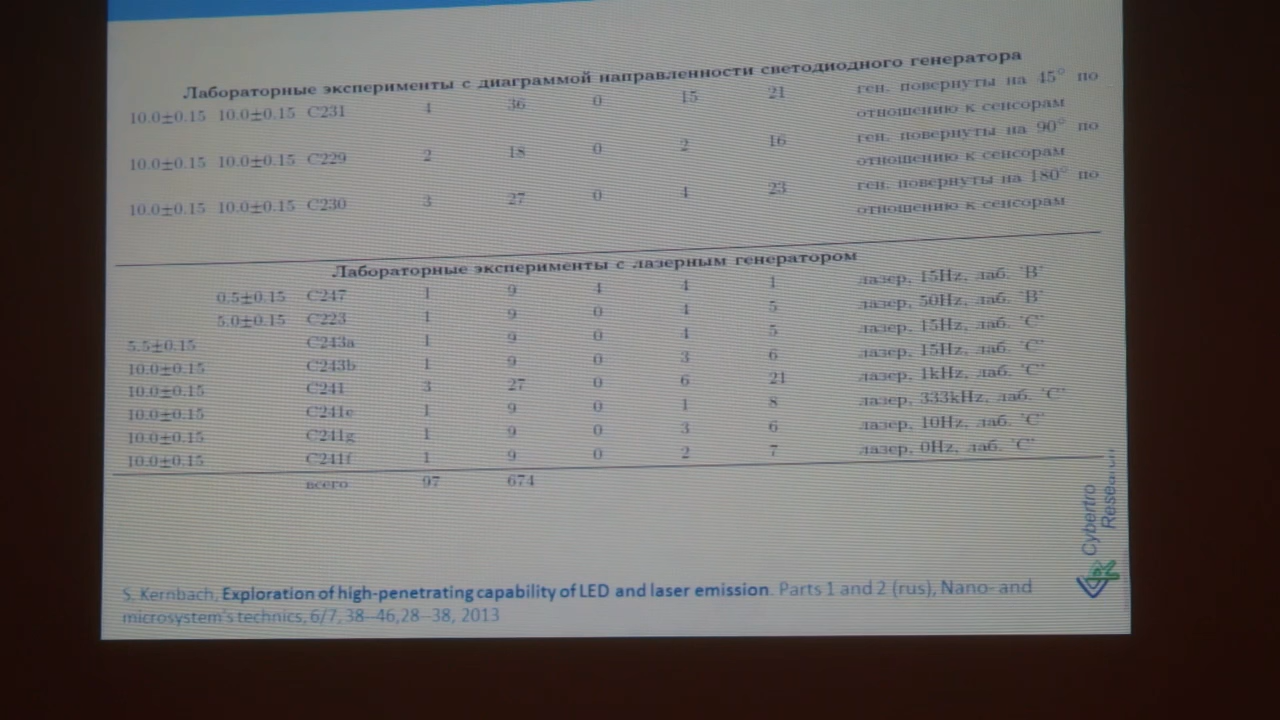 Лабораторные эксперименты с диаграммой направленности светодиодного генератора
10.0±0.15 10.0±0.15 C231 4 36 0 15 21 ген. повернуты на 45° по
отношению к сенсорам
10.0±0.15 10.0±0.15 C229 2 18 0 2 16 ген. повернуты на 90° по
отношению к сенсорам
10.0±0.15 10.0±0.15 C230 3 27 0 4 23 ген. повернуты на 180° по
отношению к сенсорам
Лабораторные эксперименты с лазерным генератором
0.5±0.15 C247 1 9 4 4 1 лазер, 15Hz, лаб. "B"
5.0±0.15 C223 1 9 0 4 5 лазер, 50Hz, лаб. "B"
5.5±0.15 C243a 1 9 0 4 5 лазер, 15Hz, лаб. "C"
10.0±0.15 C243b 1 9 0 3 6 лазер, 15Hz, лаб. "C"
10.0±0.15 C241 3 27 0 6 21 лазер, 1kHz, лаб. "C"
10.0±0.15 C241e 1 9 0 1 8 лазер, 333kHz, лаб. "C"
10.0±0.15 C241g 1 9 0 3 6 лазер, 10Hz, лаб. "C"
10.0±0.15 C241f 1 9 0 2 7 лазер, 0Hz, лаб. "C"
всего 97 674
Cybertro
Research
S. Kernbach, Exploration of high-penetrating capability of LED and laser emission. Parts 1 and 2 (rus), Nano- and
microsystem's technics, 6/7, 38--46,28--38, 2013